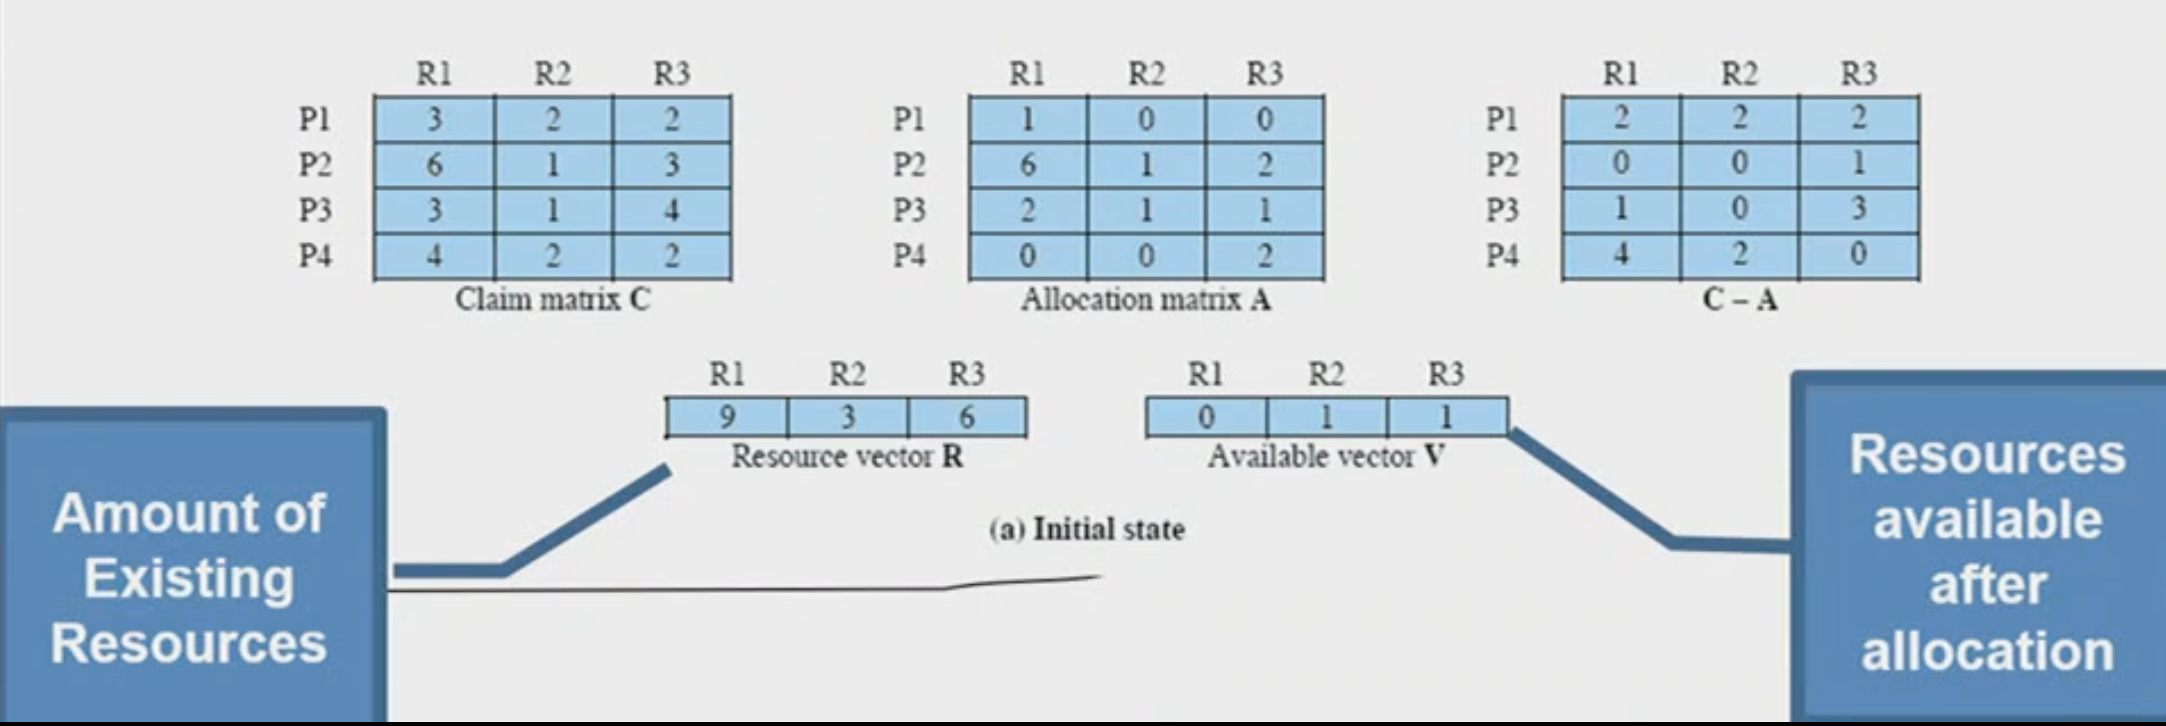 R1 R2 R3
P1 3 2 2
P2 6 1 3
P3 3 1 4
P4 4 2 2
Claim matrix C
R1 R2 R3
P1 1 0 0
P2 6 1 2
P3 2 1 1
P4 0 0 2
Allocation matrix A
R1 R2 R3
P1 2 2 2
P2 0 0 1
P3 1 0 3
P4 4 2 0
C – A
R1 R2 R3
9 3 6
Resource vector R
R1 R2 R3
0 1 1
Available vector V
(a) Initial state
Amount of
Existing
Resources
Resources
available
after
allocation